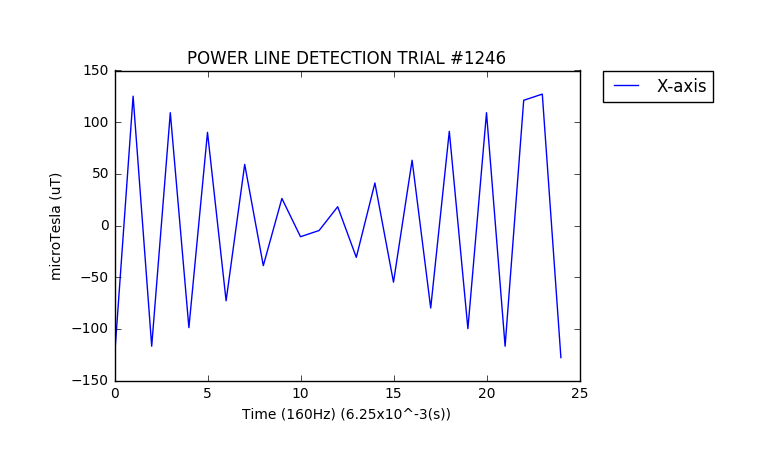 POWER LINE DETECTION TRIAL #1246
X-axis
150
100
50
0
−50
−100
−150
microTesla (uT)
0 5 10 15 20 25
Time (160Hz) (6.25x10^-3(s))